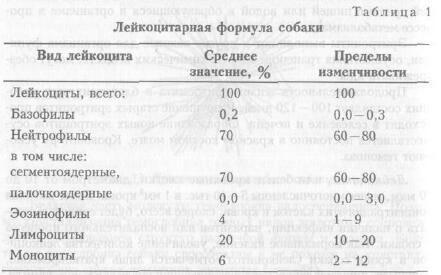 Таблица 1
Лейкоцитарная формула собаки
Вид лейкоцита Среднее значение, % Пределы изменчивости
Лейкоциты, всего: 100 100
Базофилы 0,2 0,0—0,3
Нейтрофилы 70 60—80
в том числе:
сегментоядерные, 70 60—80
палочкоядерные 0,0 0,0—3,0
Эозинофилы 4 1—9
Лимфоциты 20 10—20
Моноциты 6 2—12